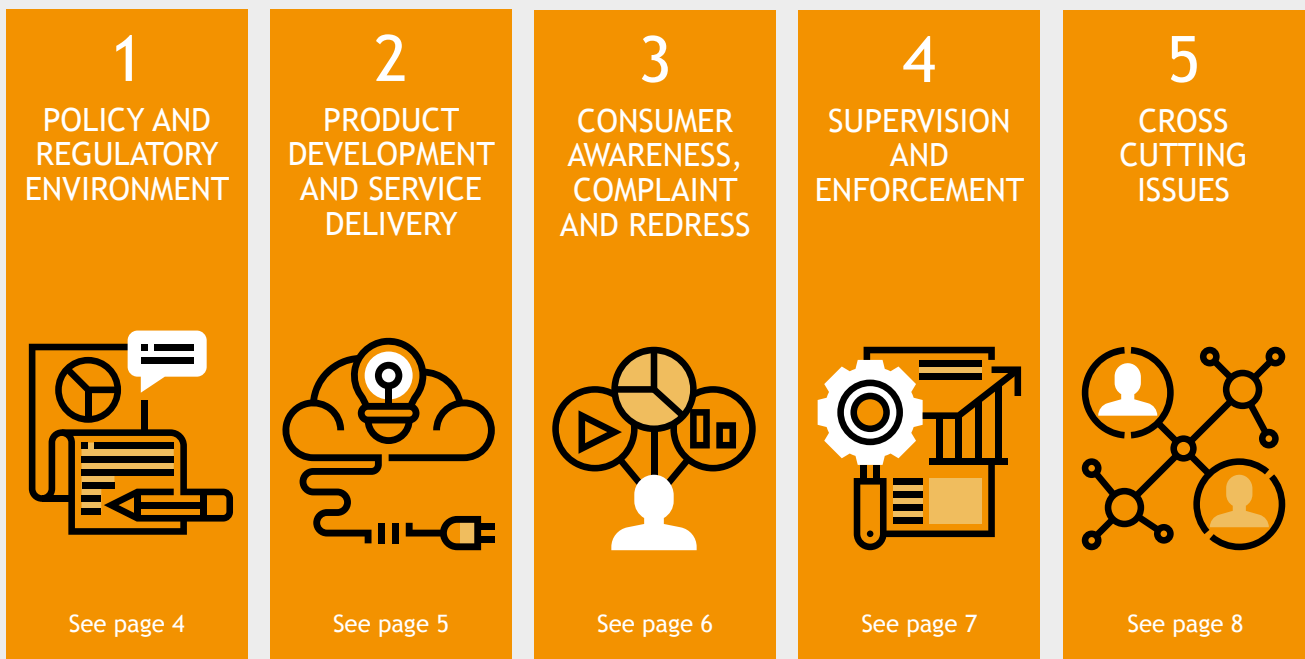 1
POLICY AND
REGULATORY
ENVIRONMENT
See page 4
2
PRODUCT
DEVELOPMENT
AND SERVICE
DELIVERY
See page 5
3
CONSUMER
AWARENESS,
COMPLAINT
AND REDRESS
See page 6
4
SUPERVISION
AND
ENFORCEMENT
See page 7
5
CROSS
CUTTING
ISSUES
See page 8